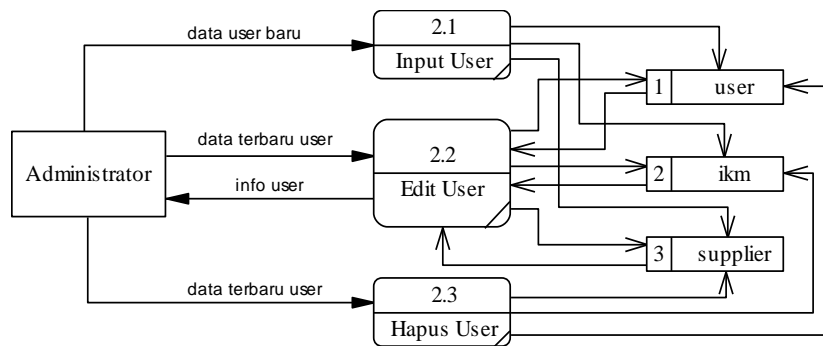 data user baru
2.1
Input User
1 user
data terbaru user
2.2
Administrator
Edit User
2 ikm
info user
3 supplier
2.3
data terbaru user
Hapus User